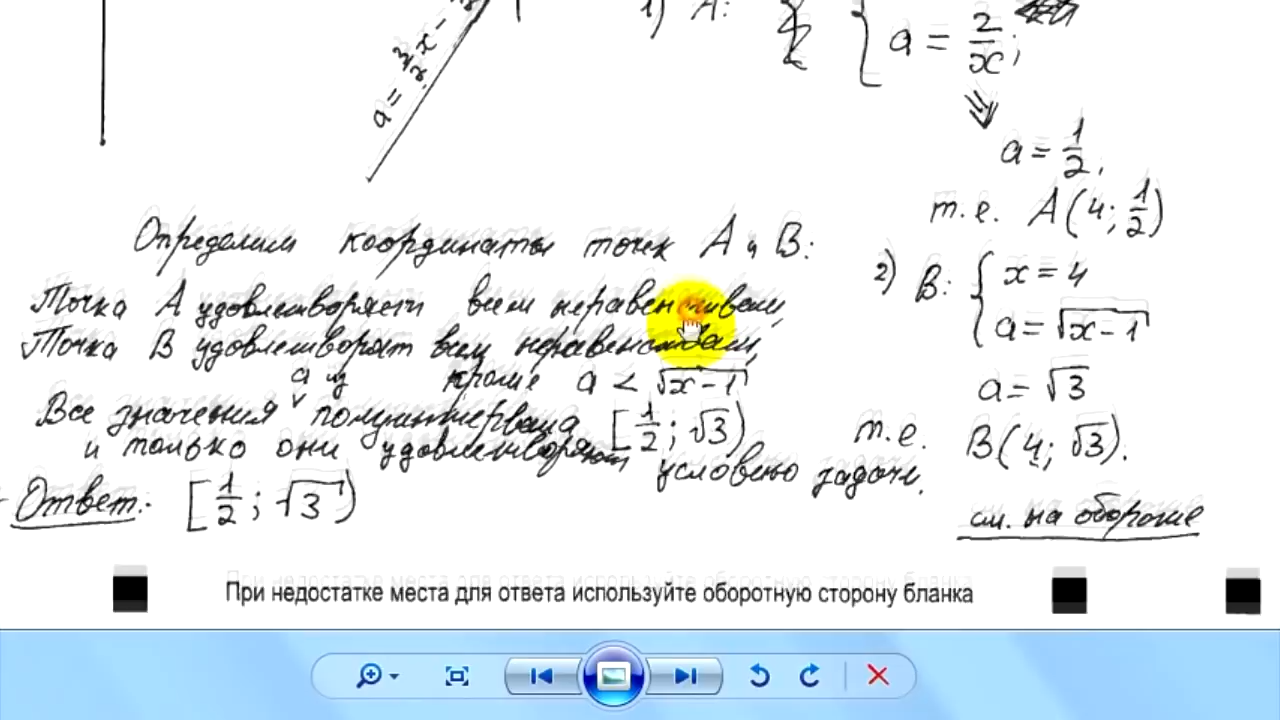 1) A: { a = 2/x;
a = 3/2 x -
⇒
a = 1/2,
т.е. A(4; 1/2)
Определим координаты точек A и B:
Точка A удовлетворяет всем неравенствам,
Точка B удовлетворят всем неравенствам,
кроме a < √(x-1)
Все значения a из полуинтервала [1/2; √3)
и только они удовлетворяют условию задачи.
Ответ: [1/2; √3)
2) B: { x = 4
a = √(x-1)
a = √3
т.е. B(4; √3).
см. на обороте
При недостатке места для ответа используйте оборотную сторону бланка